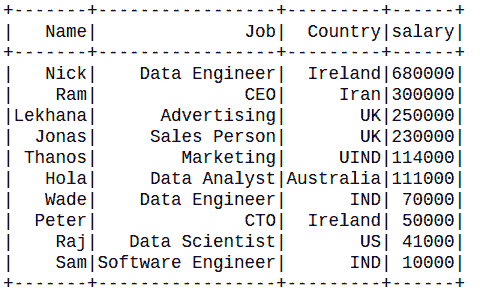 +-------+-----------------+---------+------+
|   Name|              Job|  Country|salary|
+-------+-----------------+---------+------+
|   Nick|    Data Engineer|  Ireland|680000|
|    Ram|              CEO|     Iran|300000|
|Lekhana|      Advertising|       UK|250000|
|  Jonas|     Sales Person|       UK|230000|
| Thanos|        Marketing|     UIND|114000|
|   Hola|     Data Analyst|Australia|111000|
|   Wade|    Data Engineer|      IND| 70000|
|  Peter|              CTO|  Ireland| 50000|
|    Raj|   Data Scientist|       US| 41000|
|    Sam|Software Engineer|      IND| 10000|
+-------+-----------------+---------+------+